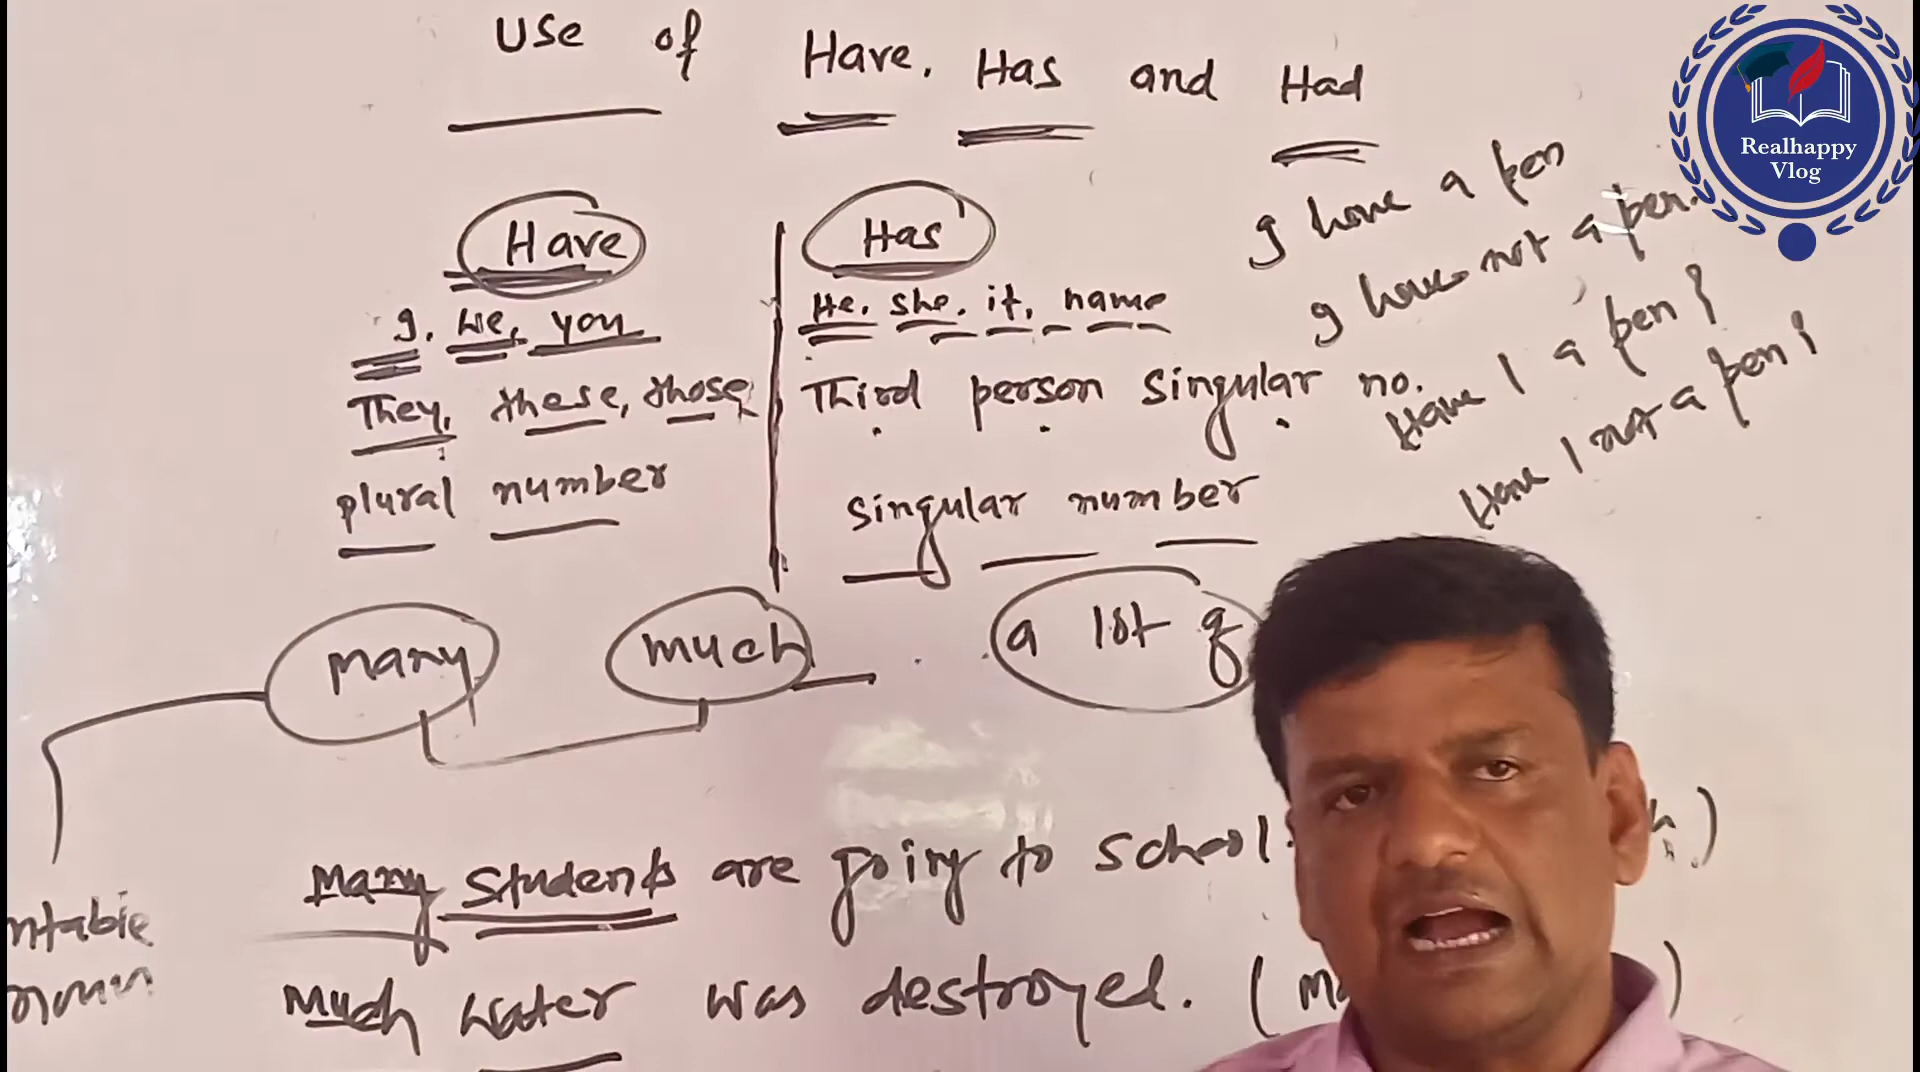 Use of Have, Has and Had
Realhappy
Vlog
Have
I, we, you
They, these, those,
plural number
Has
He, she, it, name
Third person singular no.
singular number
I have a pen
I have not a pen.
Have I a pen?
Have I not a pen?
many much a lot of
Many students are going to school.
Much water was destroyed. (
ntable